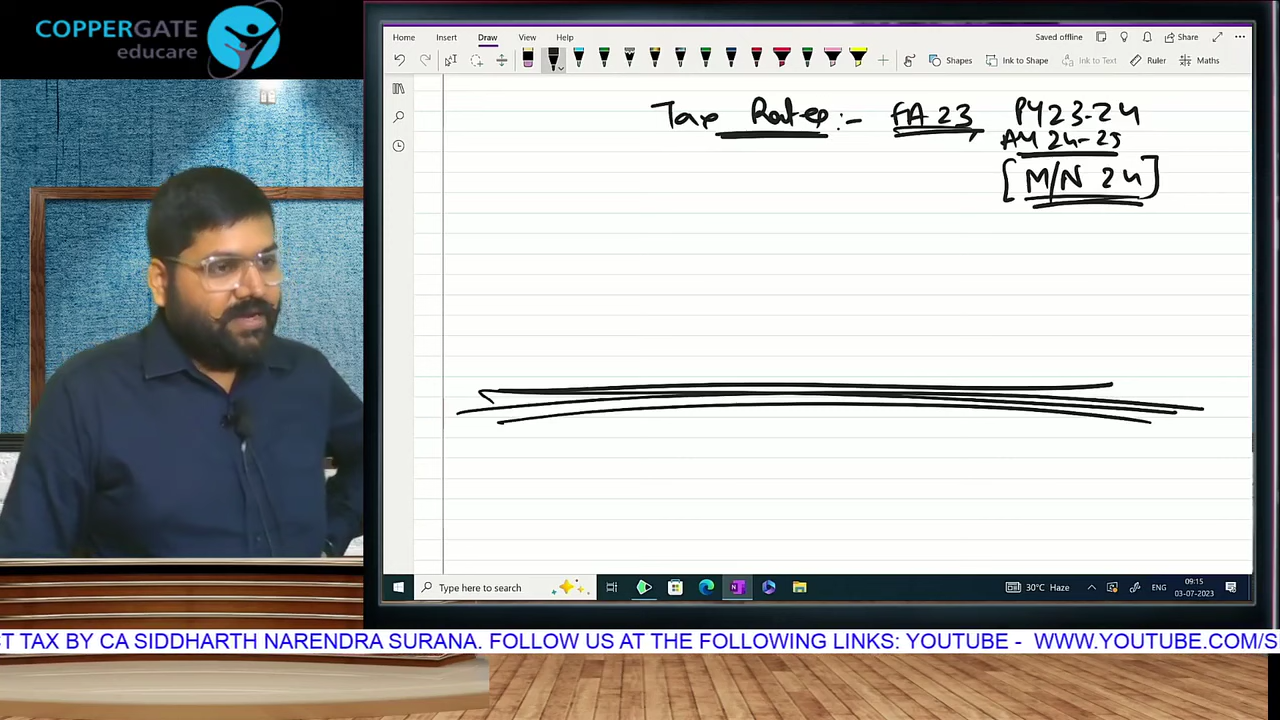 COPPERGATE
educare
Home Insert Draw View Help
Saved offline Share
Shapes Ink to Shape Ink to Text Ruler Maths
Tax Rates :- FA 23 PY 23-24
AY 24-25
[M/N 24]
Type here to search
30°C Haze ENG 09:15
03-07-2023
CT TAX BY CA SIDDHARTH NARENDRA SURANA. FOLLOW US AT THE FOLLOWING LINKS: YOUTUBE - WWW.YOUTUBE.COM/S